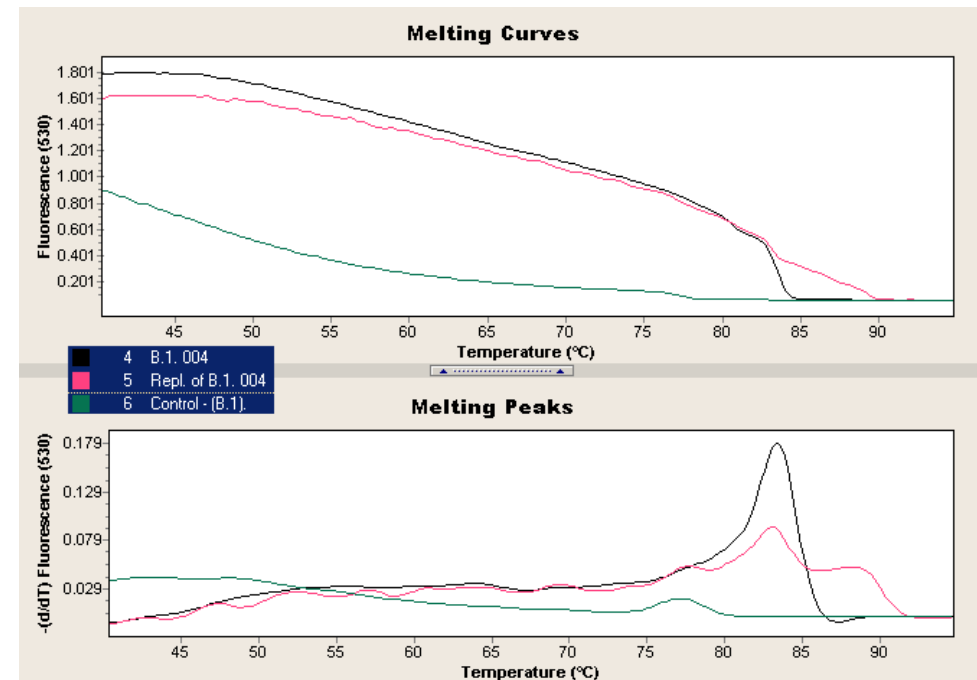 Melting Curves
Fluorescence (530)
1.801
1.601
1.401
1.201
1.001
0.801
0.601
0.401
0.201
45 50 55 60 65 70 75 80 85 90
Temperature (ºC)
4 B.1. 004
5 Repl. of B.1. 004
6 Control - (B.1).
Melting Peaks
-(d/dT) Fluorescence (530)
0.179
0.129
0.079
0.029
45 50 55 60 65 70 75 80 85 90
Temperature (ºC)